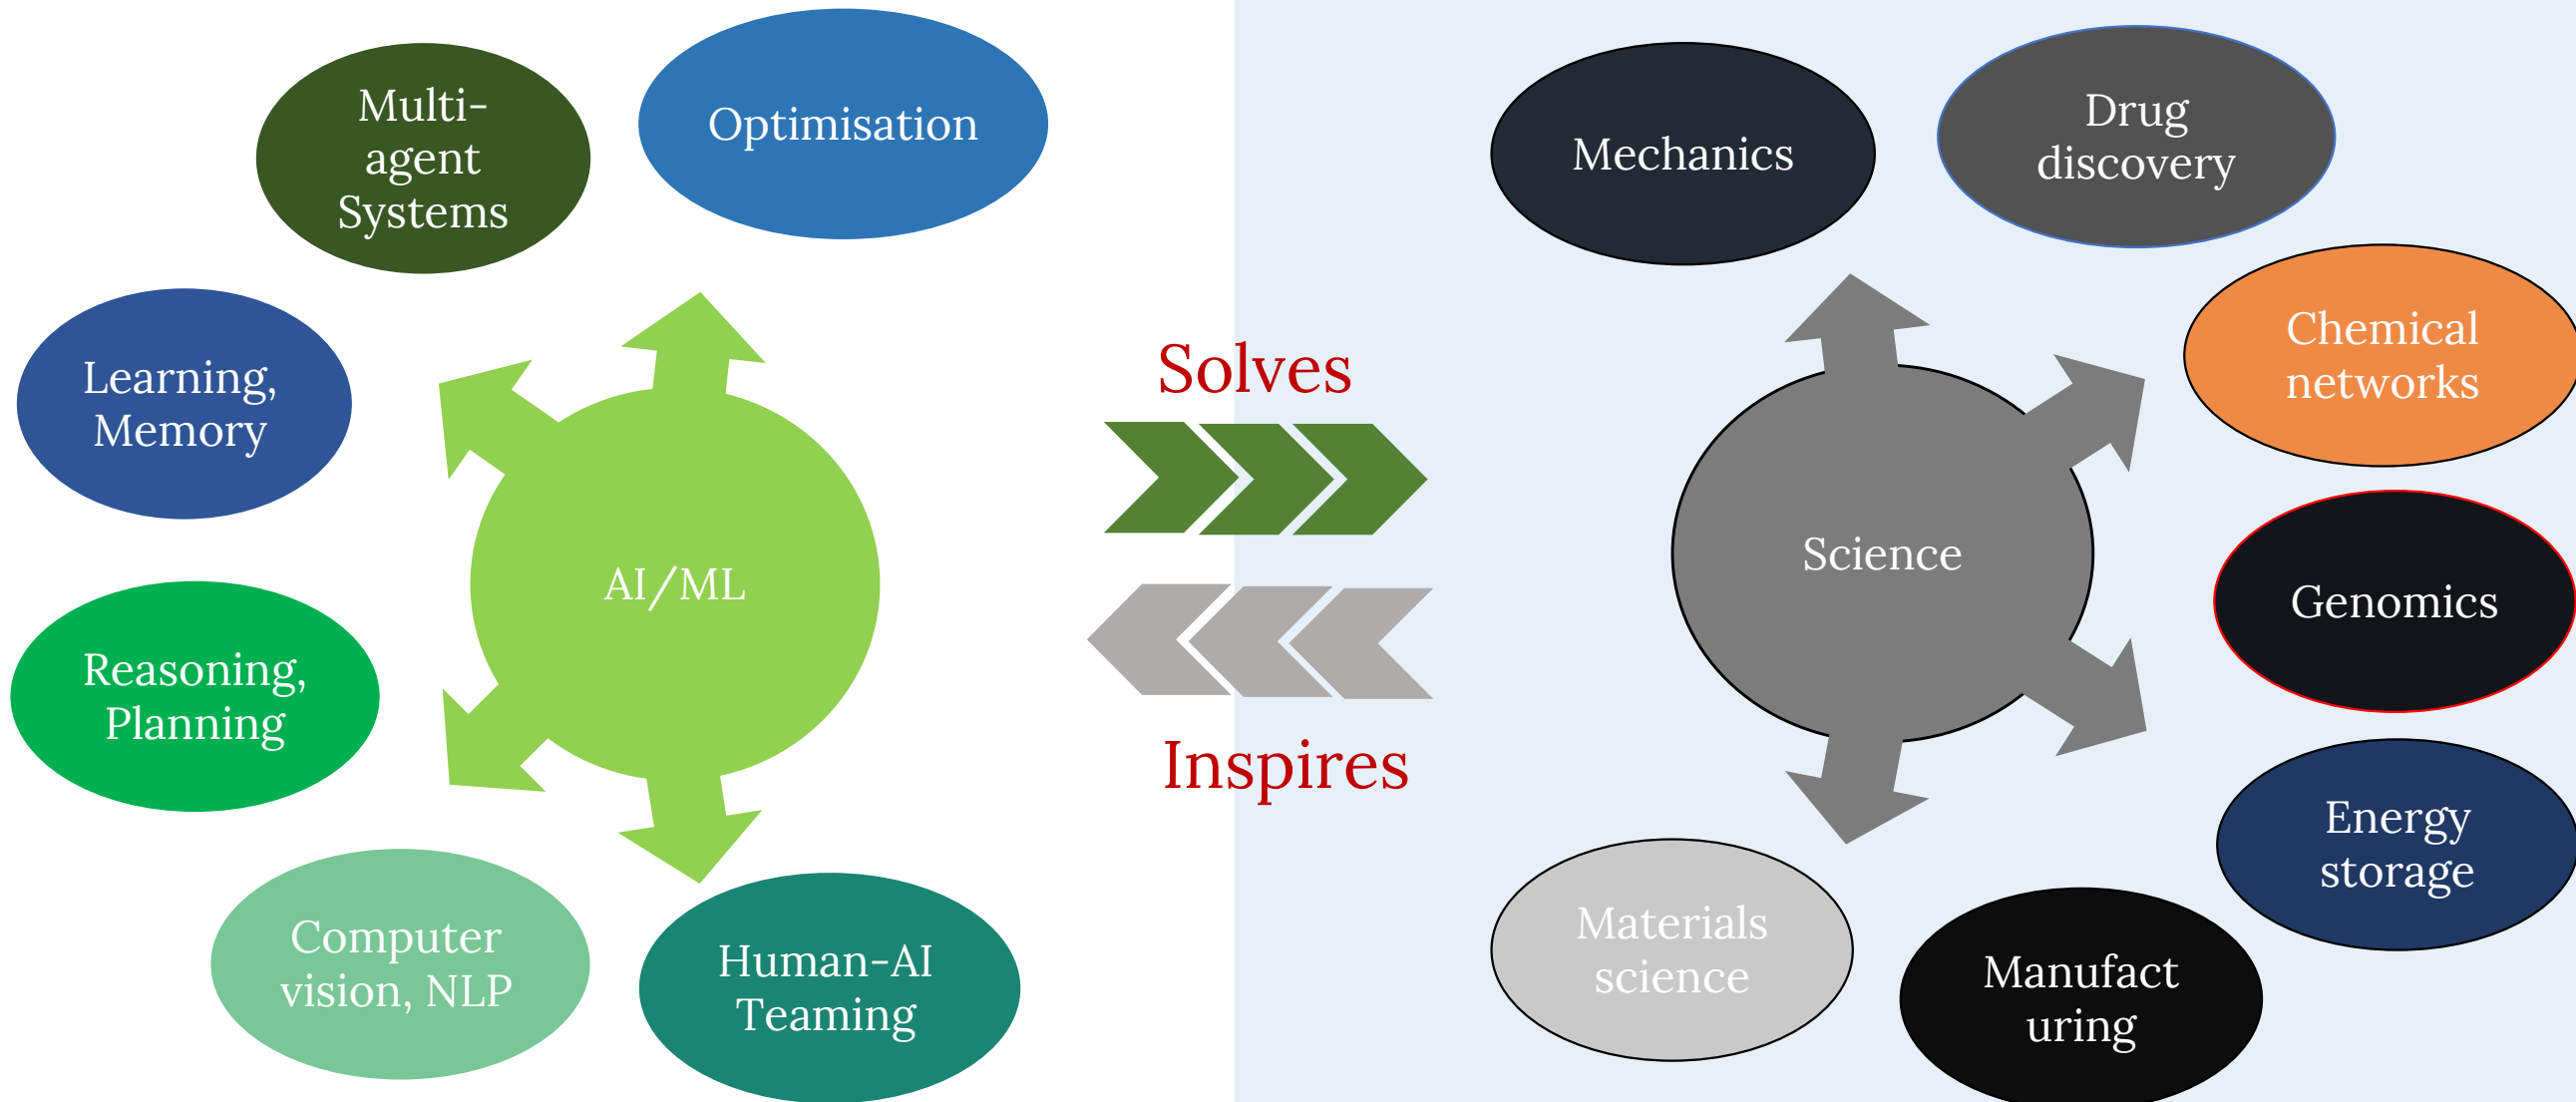 Multi-
agent
Systems
Optimisation
Learning,
Memory
AI/ML
Reasoning,
Planning
Computer
vision, NLP
Human-AI
Teaming
Solves
Inspires
Mechanics
Drug
discovery
Chemical
networks
Science
Genomics
Energy
storage
Materials
science
Manufact
uring